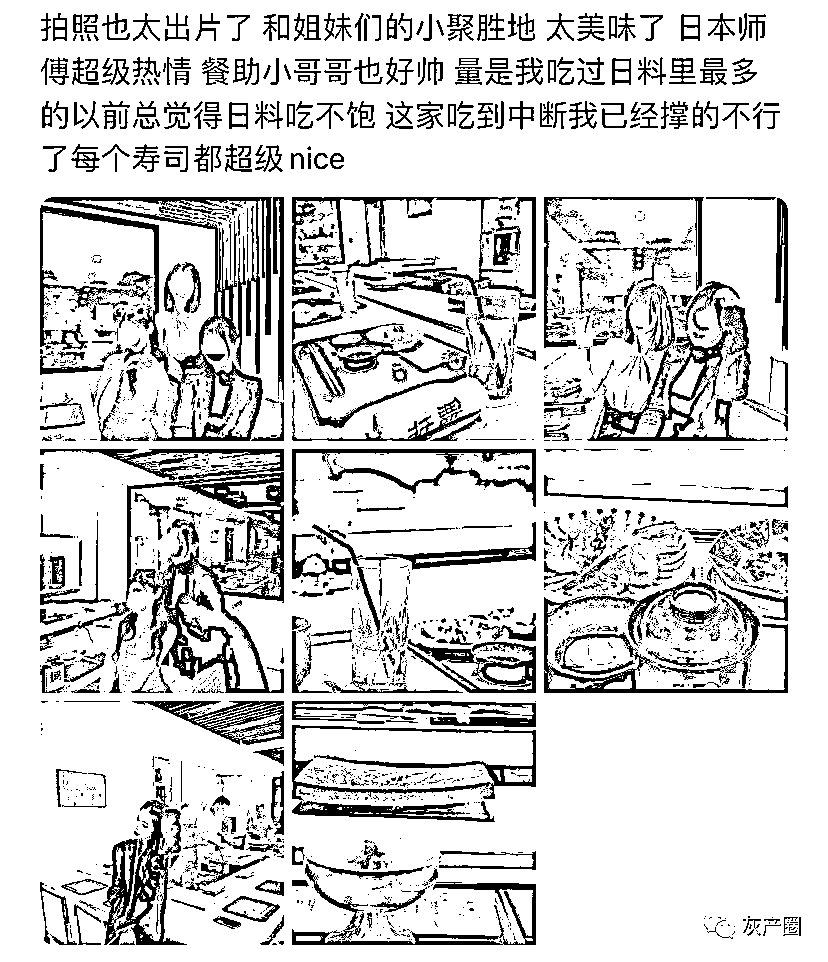 拍照也太出片了 和姐妹们的小聚胜地 太美味了 日本师
傅超级热情 餐助小哥哥也好帅 量是我吃过日料里最多
的以前总觉得日料吃不饱 这家吃到中断我已经撑的不行
了每个寿司都超级nice
灰产圈